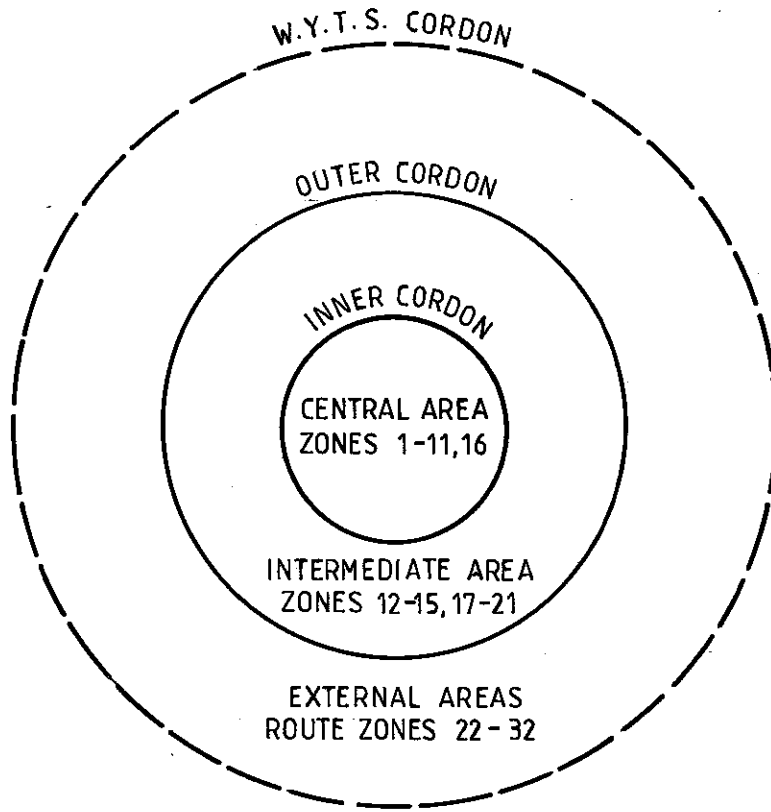 W.Y.T.S. CORDON
OUTER CORDON
INNER CORDON
CENTRAL AREA
ZONES 1-11,16
INTERMEDIATE AREA
ZONES 12-15, 17-21
EXTERNAL AREAS
ROUTE ZONES 22-32